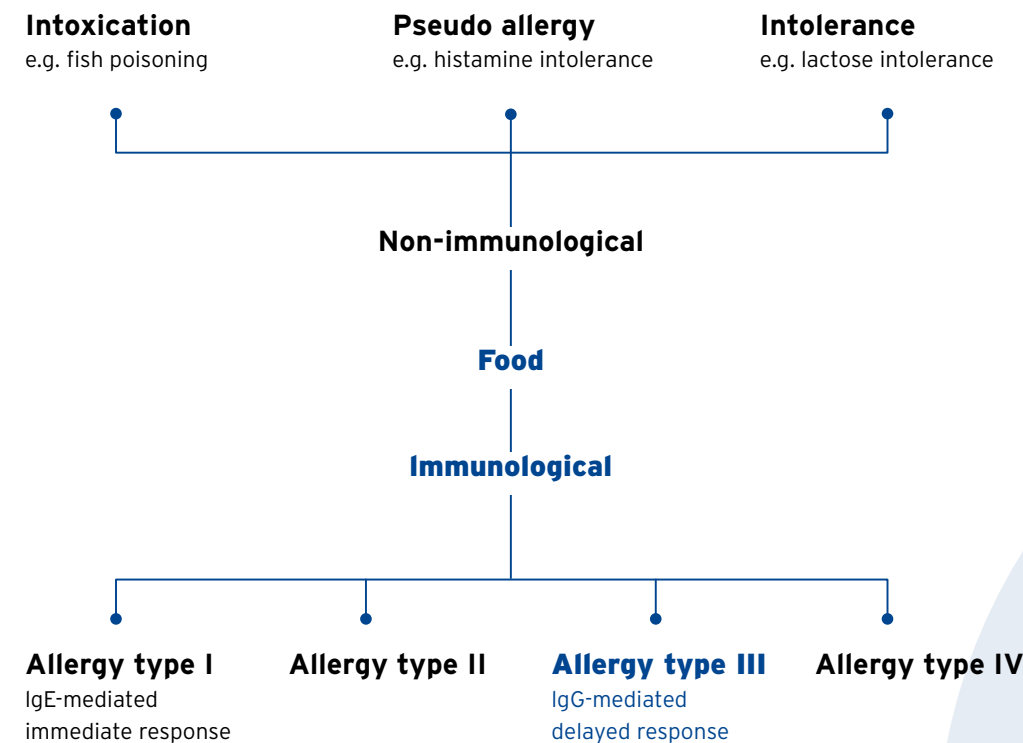 Intoxication
e.g. fish poisoning
Pseudo allergy
e.g. histamine intolerance
Intolerance
e.g. lactose intolerance
Non-immunological
Food
Immunological
Allergy type I
IgE-mediated
immediate response
Allergy type II
Allergy type III
IgG-mediated
delayed response
Allergy type IV